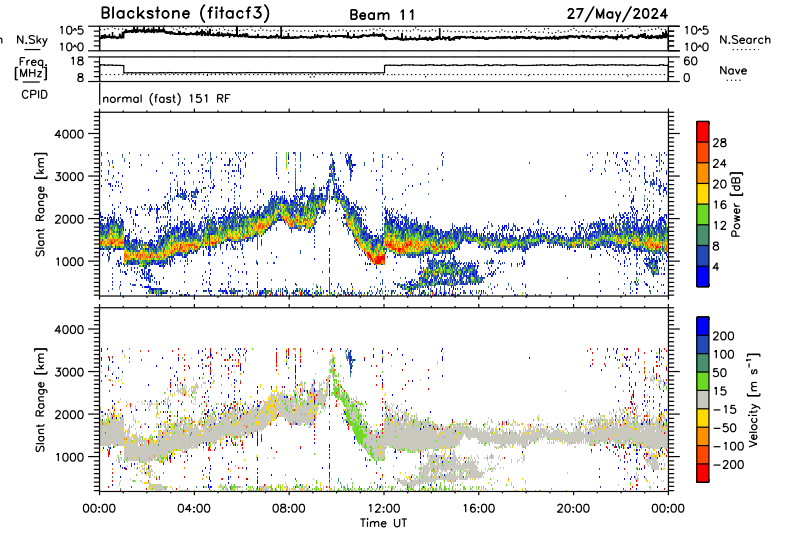 Blackstone (fitacf3) Beam 11 27/May/2024
n N.Sky 10^5 10^0 10^5 10^0 N.Search
Freq. [MHz] 18 8 60 0 Nave
CPID normal (fast) 151 RF
Slant Range [km]
4000
3000
2000
1000
28
24
20
16
12
8
4
Power [dB]
Slant Range [km]
4000
3000
2000
1000
200
100
50
15
-15
-50
-100
-200
Velocity [m s⁻¹]
00:00 04:00 08:00 12:00 16:00 20:00 00:00
Time UT